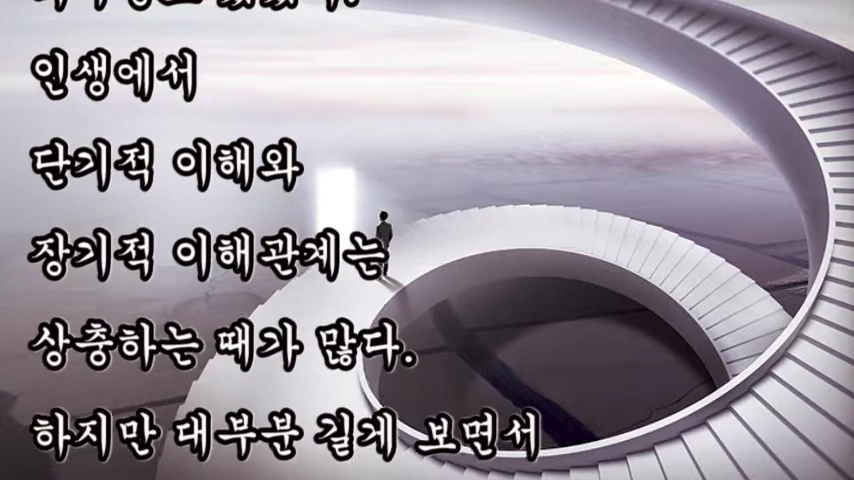 인생에서
단기적 이해와
장기적 이해관계는
상충하는 때가 많다.
하지만 대부분 길게 보면서